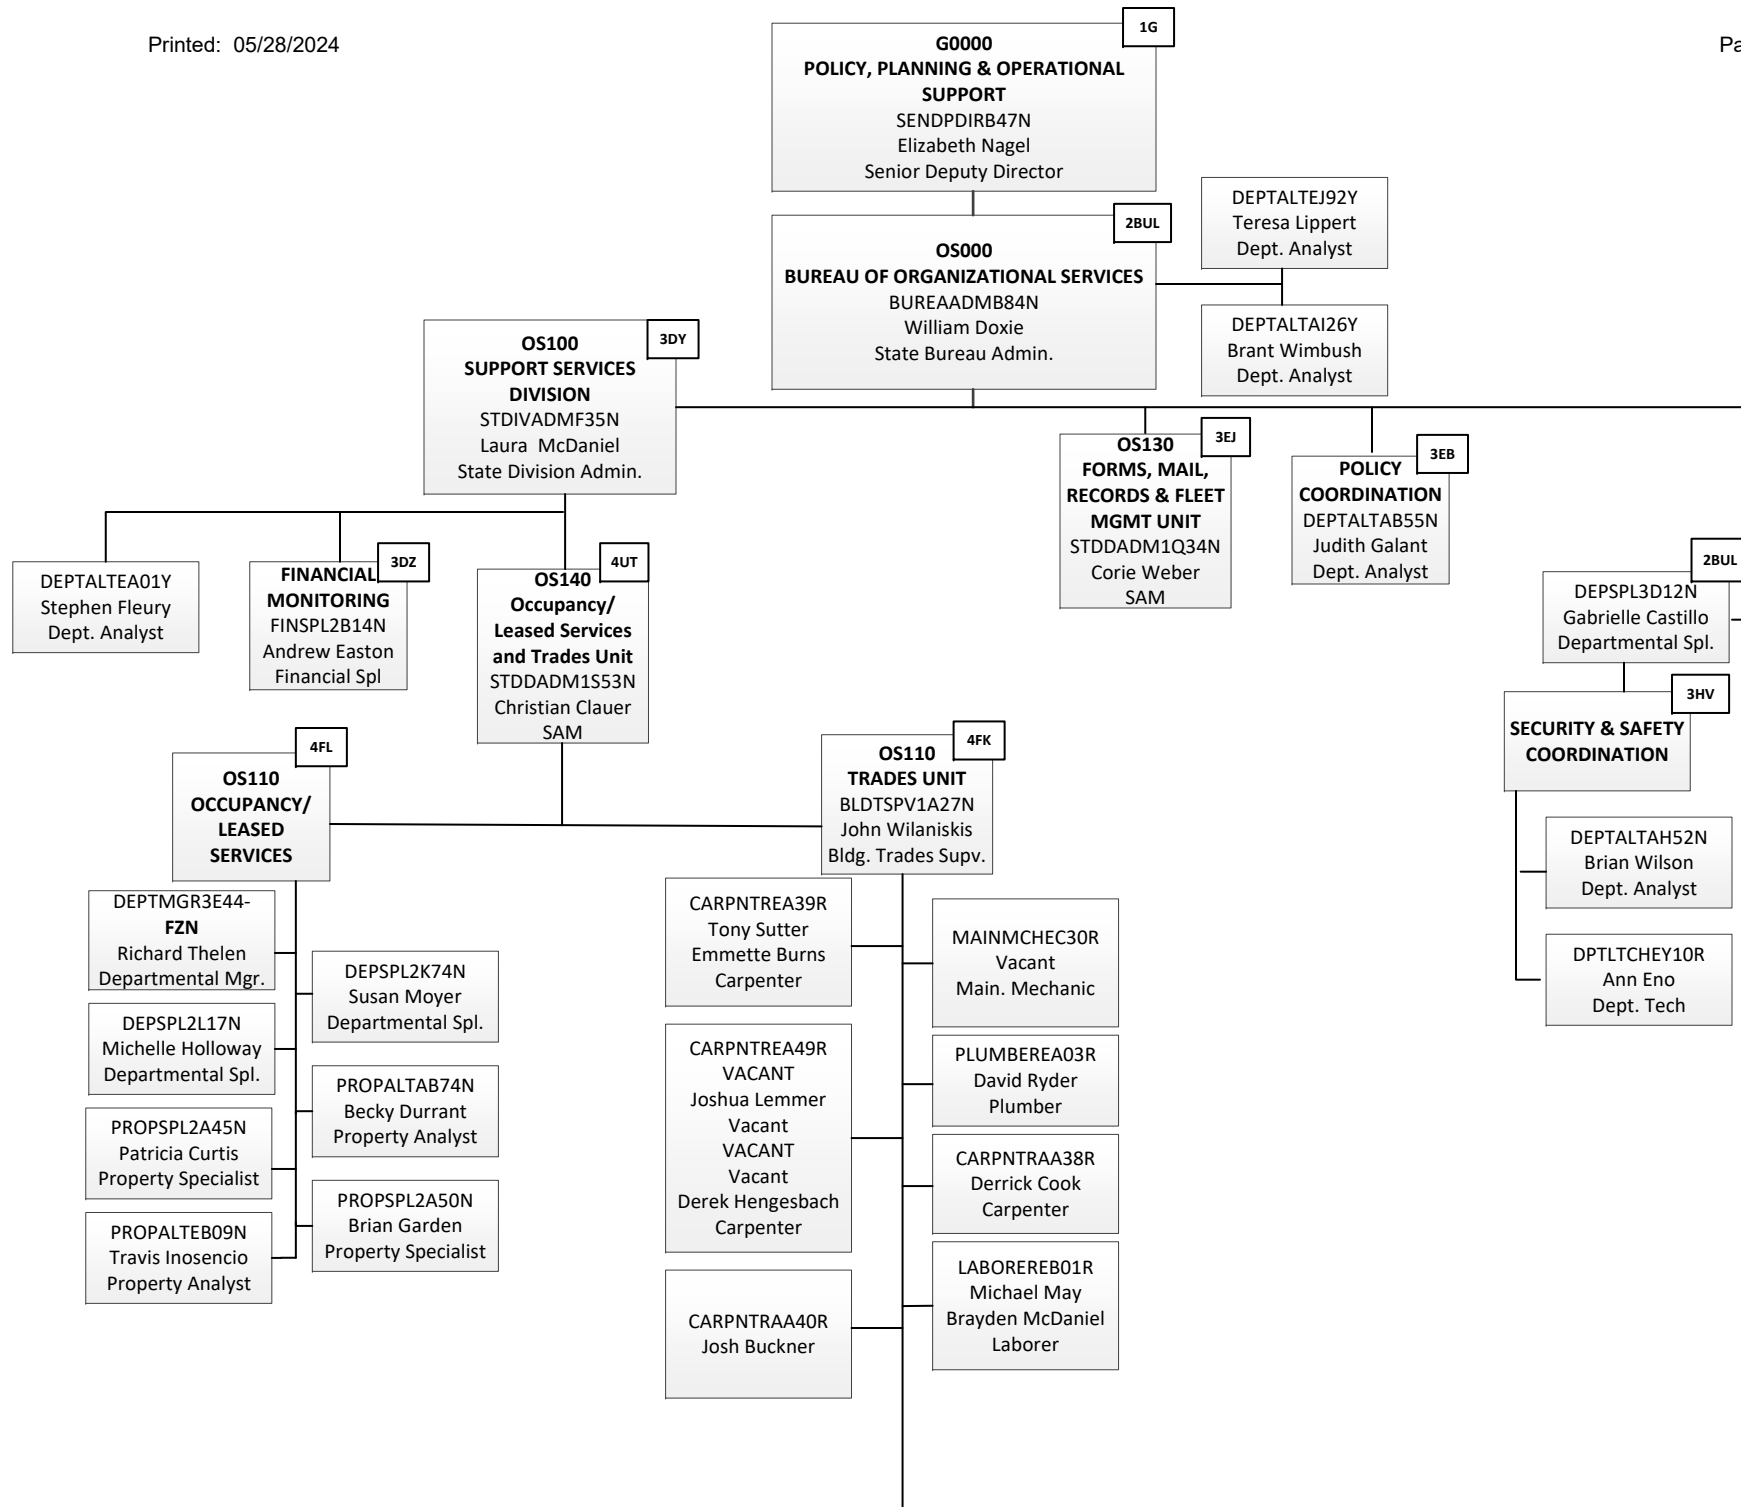 Printed: 05/28/2024
Pa
1G
G0000
POLICY, PLANNING & OPERATIONAL
SUPPORT
SENDPDIRB47N
Elizabeth Nagel
Senior Deputy Director
2BUL
OS000
BUREAU OF ORGANIZATIONAL SERVICES
BUREAADMB84N
William Doxie
State Bureau Admin.
DEPTALTEJ92Y
Teresa Lippert
Dept. Analyst
DEPTALTAI26Y
Brant Wimbush
Dept. Analyst
3DY
OS100
SUPPORT SERVICES
DIVISION
STDIVADMF35N
Laura McDaniel
State Division Admin.
3EJ
OS130
FORMS, MAIL,
RECORDS & FLEET
MGMT UNIT
STDDADM1Q34N
Corie Weber
SAM
3EB
POLICY
COORDINATION
DEPTALTAB55N
Judith Galant
Dept. Analyst
2BUL
DEPSPL3D12N
Gabrielle Castillo
Departmental Spl.
3HV
SECURITY & SAFETY
COORDINATION
DEPTALTAH52N
Brian Wilson
Dept. Analyst
DPTLTCHEY10R
Ann Eno
Dept. Tech
DEPTALTEA01Y
Stephen Fleury
Dept. Analyst
3DZ
FINANCIAL
MONITORING
FINSPL2B14N
Andrew Easton
Financial Spl
4UT
OS140
Occupancy/
Leased Services
and Trades Unit
STDDADM1S53N
Christian Clauer
SAM
4FL
OS110
OCCUPANCY/
LEASED
SERVICES
DEPTMGR3E44-
FZN
Richard Thelen
Departmental Mgr.
DEPSPL2K74N
Susan Moyer
Departmental Spl.
DEPSPL2L17N
Michelle Holloway
Departmental Spl.
PROPALTAB74N
Becky Durrant
Property Analyst
PROPSPL2A45N
Patricia Curtis
Property Specialist
PROPSPL2A50N
Brian Garden
Property Specialist
PROPALTEB09N
Travis Inosencio
Property Analyst
4FK
OS110
TRADES UNIT
BLDTSPV1A27N
John Wilaniskis
Bldg. Trades Supv.
CARPNTREA39R
Tony Sutter
Emmette Burns
Carpenter
MAINMCHEC30R
Vacant
Main. Mechanic
CARPNTREA49R
VACANT
Joshua Lemmer
Vacant
VACANT
Vacant
Derek Hengesbach
Carpenter
PLUMBEREA03R
David Ryder
Plumber
CARPNTRAA38R
Derrick Cook
Carpenter
LABOREREB01R
Michael May
Brayden McDaniel
Laborer
CARPNTRAA40R
Josh Buckner